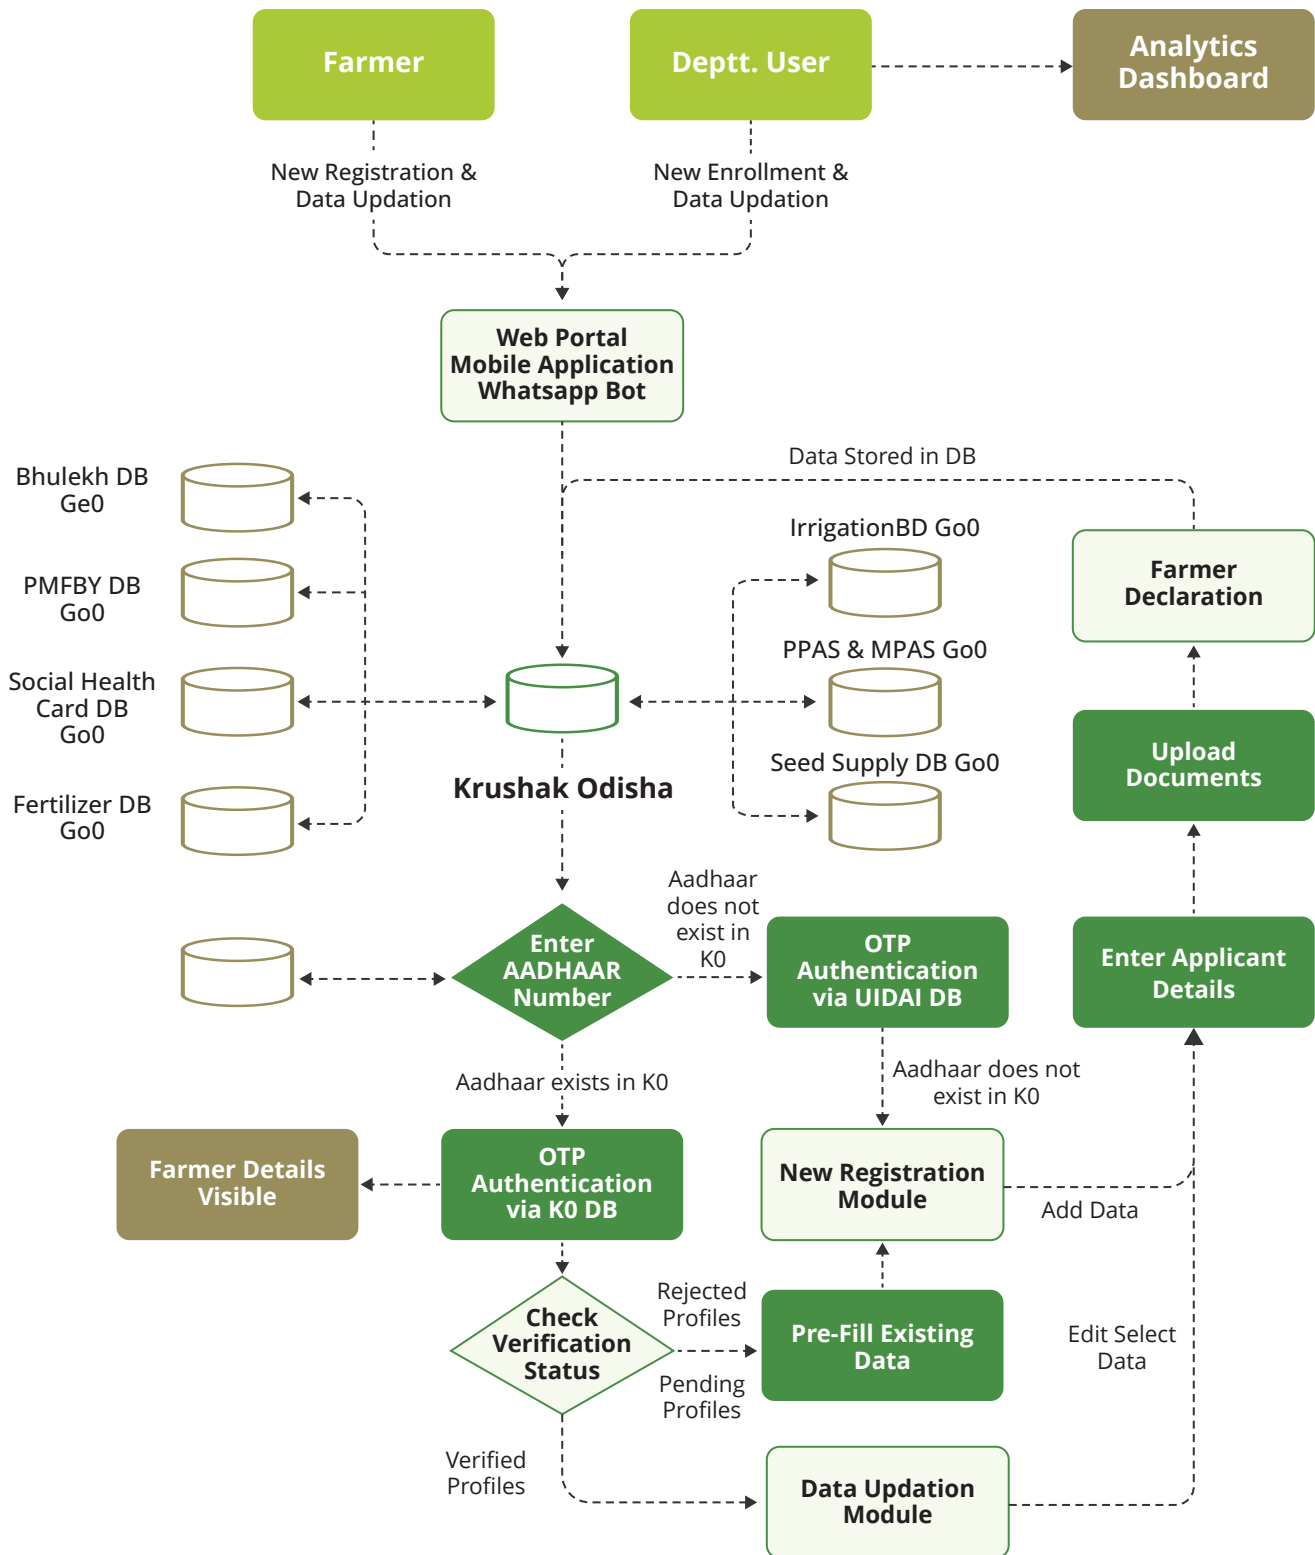 Farmer
Deptt. User
Analytics
Dashboard
New Registration &
Data Updation
New Enrollment &
Data Updation
Web Portal
Mobile Application
Whatsapp Bot
Data Stored in DB
Bhulekh DB
Ge0
PMFBY DB
Go0
Social Health
Card DB
Go0
Fertilizer DB
Go0
IrrigationBD Go0
PPAS & MPAS Go0
Seed Supply DB Go0
Krushak Odisha
Farmer
Declaration
Upload
Documents
Enter Applicant
Details
Enter
AADHAAR
Number
Aadhaar
does not
exist in
K0
OTP
Authentication
via UIDAI DB
Aadhaar exists in K0
Aadhaar does not
exist in K0
Farmer Details
Visible
OTP
Authentication
via K0 DB
New Registration
Module
Add Data
Check
Verification
Status
Rejected
Profiles
Pending
Profiles
Pre-Fill Existing
Data
Edit Select
Data
Verified
Profiles
Data Updation
Module